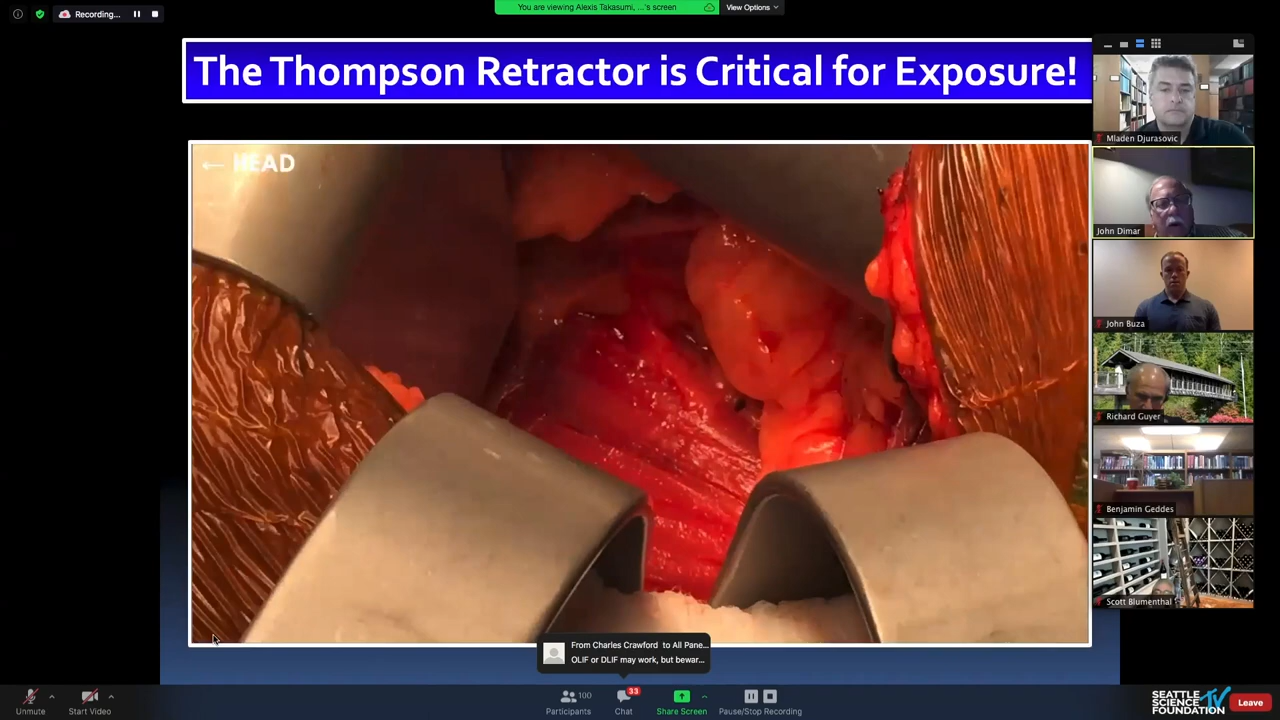 Recording...
You are viewing Alexis Takasumi, ...'s screen
View Options
The Thompson Retractor is Critical for Exposure!
← HEAD
Mladen Djurasovic
John Dimar
John Buza
Richard Guyer
Benjamin Geddes
Scott Blumenthal
From Charles Crawford to All Pane...
OLIF or DLIF may work, but bewar...
Unmute
Start Video
100
Participants
33
Chat
Share Screen
Pause/Stop Recording
SEATTLE
SCIENCE
FOUNDATION
TV
Leave